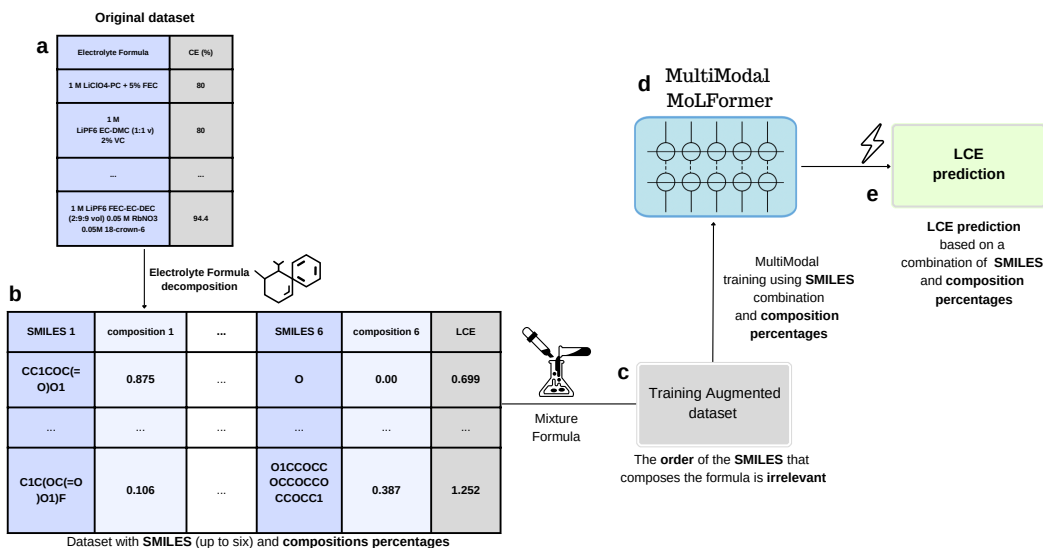 Original dataset
a
Electrolyte Formula
CE (%)
1 M LiClO4-PC + 5% FEC
80
1 M
LiPF6 EC-DMC (1:1 v)
2% VC
80
...
...
1 M LiPF6 FEC-EC-DEC
(2:9:9 vol) 0.05 M RbNO3
0.05M 18-crown-6
94.4
Electrolyte Formula
decomposition
b
SMILES 1
composition 1
...
SMILES 6
composition 6
LCE
CC1COC(=
O)O1
0.875
...
O
0.00
0.699
...
...
...
...
...
...
C1C(OC(=O
)O1)F
0.106
...
O1CCOCC
OCCOCCO
CCOCC1
0.387
1.252
Dataset with SMILES (up to six) and compositions percentages
Mixture
Formula
c
Training Augmented
dataset
The order of the SMILES that
composes the formula is irrelevant
MultiModal
training using SMILES
combination
and composition
percentages
d
MultiModal
MoLFormer
e
LCE
prediction
LCE prediction
based on a
combination of SMILES
and composition
percentages